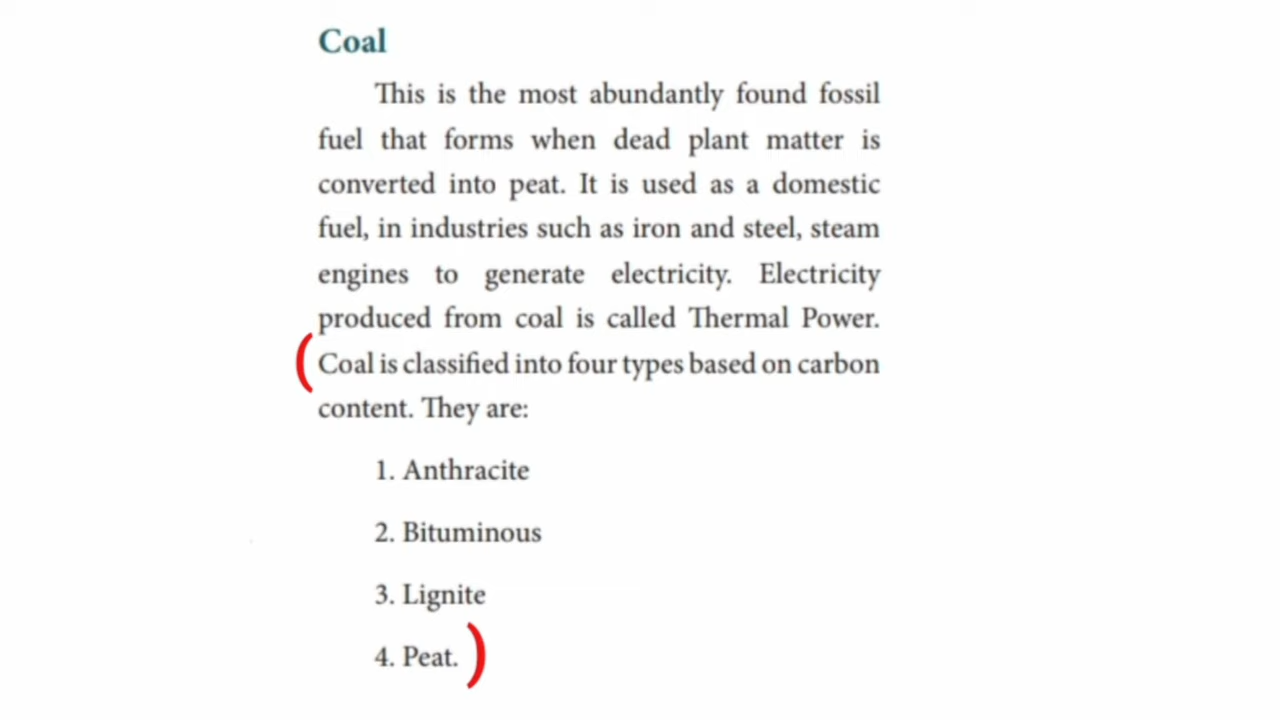 Coal
This is the most abundantly found fossil
fuel that forms when dead plant matter is
converted into peat. It is used as a domestic
fuel, in industries such as iron and steel, steam
engines to generate electricity. Electricity
produced from coal is called Thermal Power.
(Coal is classified into four types based on carbon
content. They are:
1. Anthracite
2. Bituminous
3. Lignite
4. Peat. )